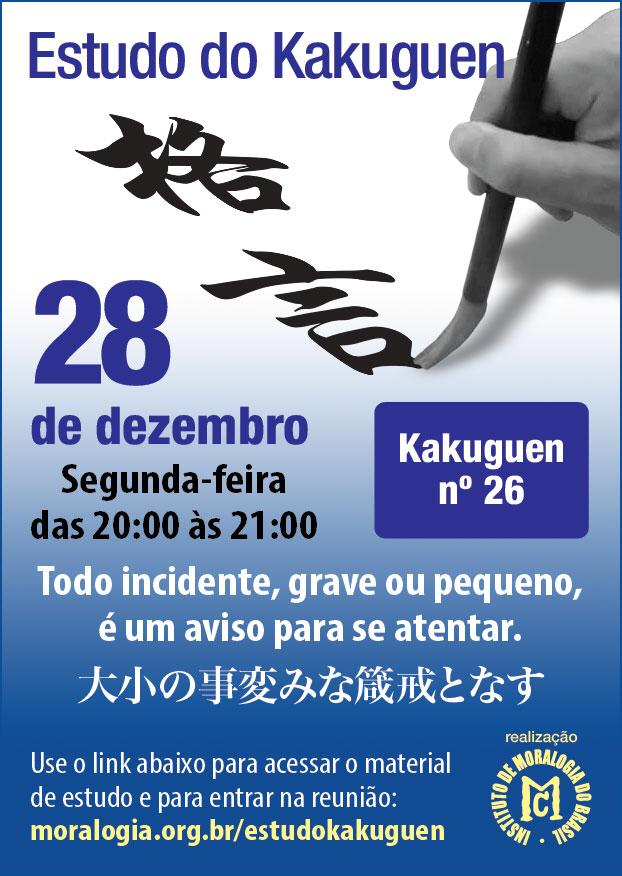 Estudo do Kakuguen
格
言
28
de dezembro
Segunda-feira
das 20:00 às 21:00
Kakuguen
nº 26
Todo incidente, grave ou pequeno,
é um aviso para se atentar.
大小の事変みな箴戒となす
Use o link abaixo para acessar o material
de estudo e para entrar na reunião:
moralogia.org.br/estudokakuguen
realização
INSTITUTO DE MORALOGIA DO BRASIL
MC